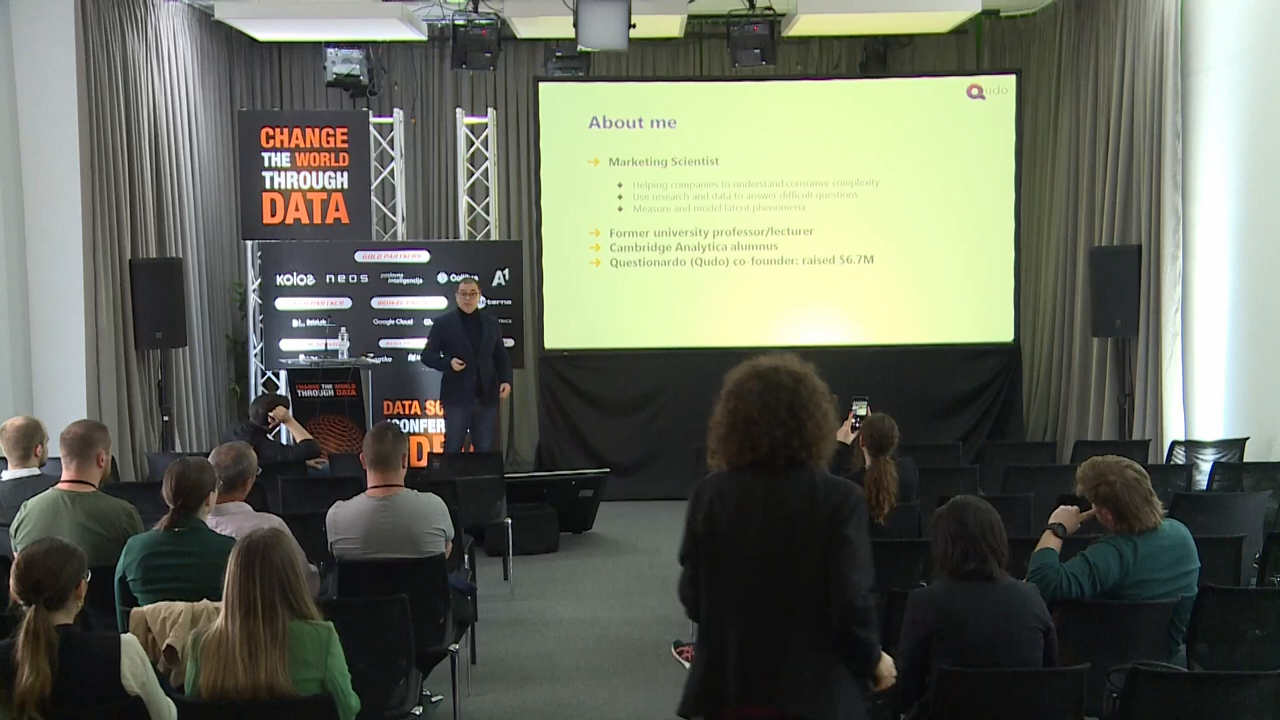 CHANGE
THE WORLD
THROUGH
DATA
GOLD PARTNERS
kolos neos poslovna inteligencija A1
Google Cloud
CHANGE THE WORLD
THROUGH DATA
DATA SC
CONFER
Qudo
About me
Marketing Scientist
Helping companies to understand consumer complexity
Use research and data to answer difficult questions
Measure and model latent phenomena
Former university professor/lecturer
Cambridge Analytica alumnus
Questionardo (Qudo) co-founder: raised $6.7M